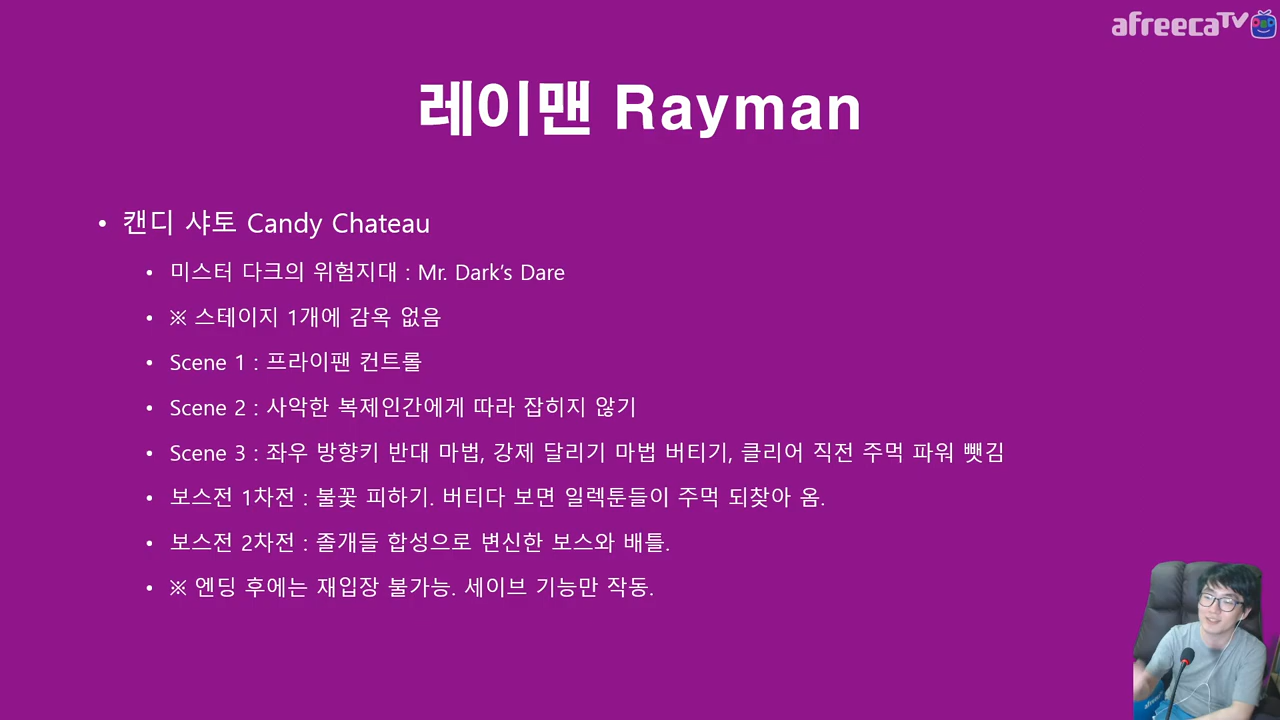 afreecaTV
레이맨 Rayman
• 캔디 샤토 Candy Chateau
• 미스터 다크의 위험지대 : Mr. Dark’s Dare
• ※ 스테이지 1개에 감옥 없음
• Scene 1 : 프라이팬 컨트롤
• Scene 2 : 사악한 복제인간에게 따라 잡히지 않기
• Scene 3 : 좌우 방향키 반대 마법, 강제 달리기 마법 버티기, 클리어 직전 주먹 파워 뺏김
• 보스전 1차전 : 불꽃 피하기. 버티다 보면 일렉툰들이 주먹 되찾아 옴.
• 보스전 2차전 : 졸개들 합성으로 변신한 보스와 배틀.
• ※ 엔딩 후에는 재입장 불가능. 세이브 기능만 작동.
afreecaTV